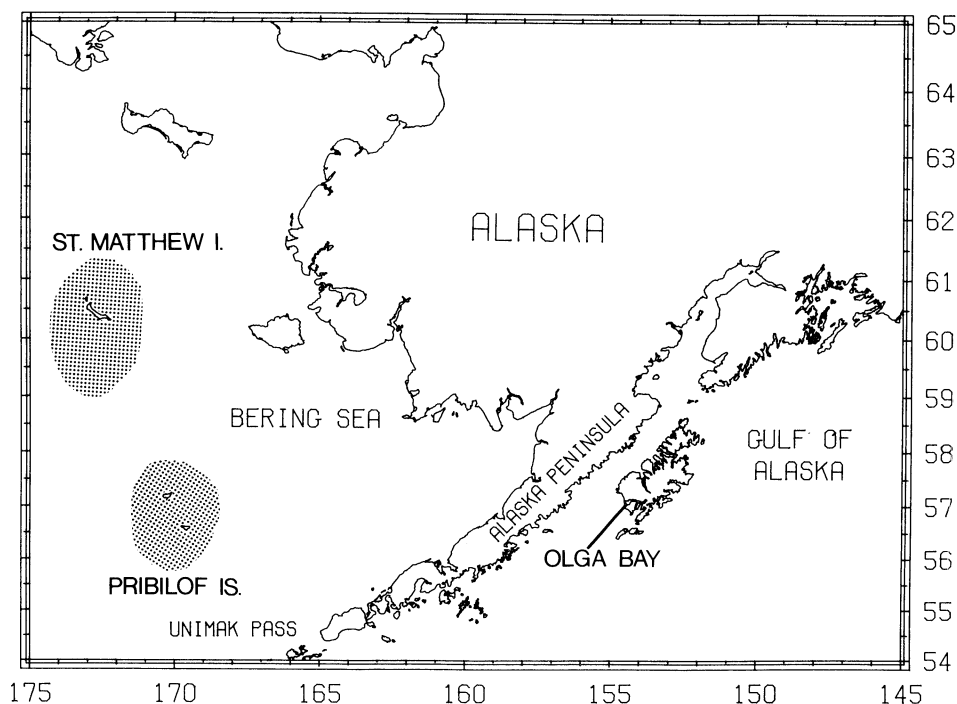 65
64
63
62
61
60
59
58
57
56
55
54
ALASKA
ST. MATTHEW I.
BERING SEA
GULF OF
ALASKA
ALASKA PENINSULA
OLGA BAY
PRIBILOF IS.
UNIMAK PASS
175 170 165 160 155 150 145